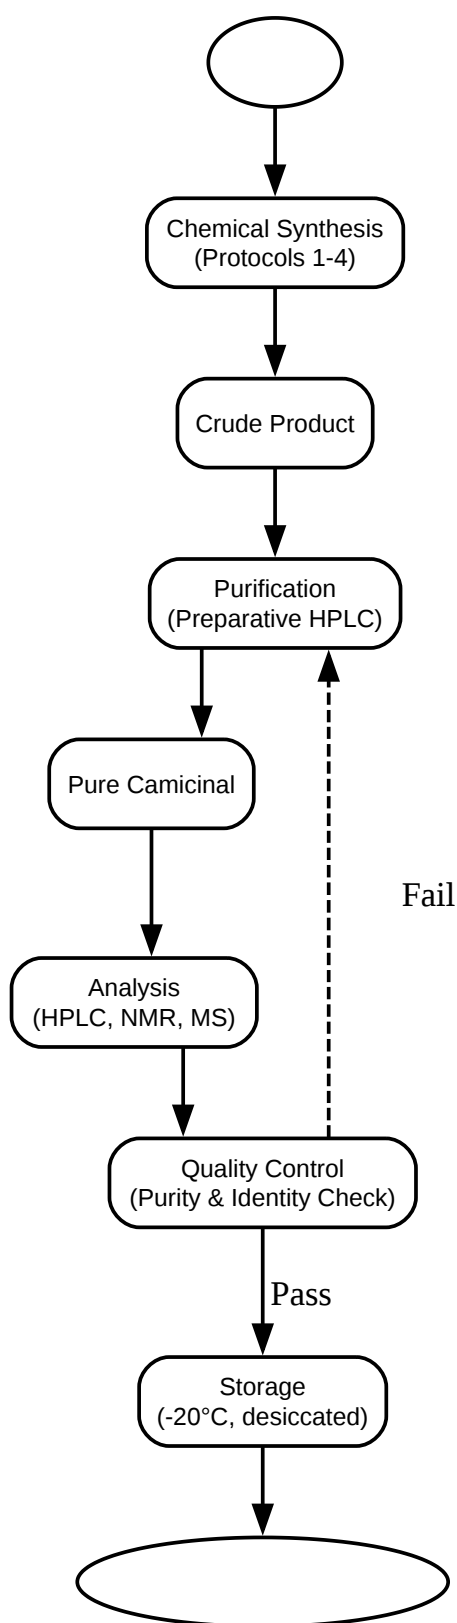 Chemical Synthesis
(Protocols 1-4)
Crude Product
Purification
(Preparative HPLC)
Pure Camicinal
Fail
Analysis
(HPLC, NMR, MS)
Quality Control
(Purity & Identity Check)
Pass
Storage
(-20°C, desiccated)